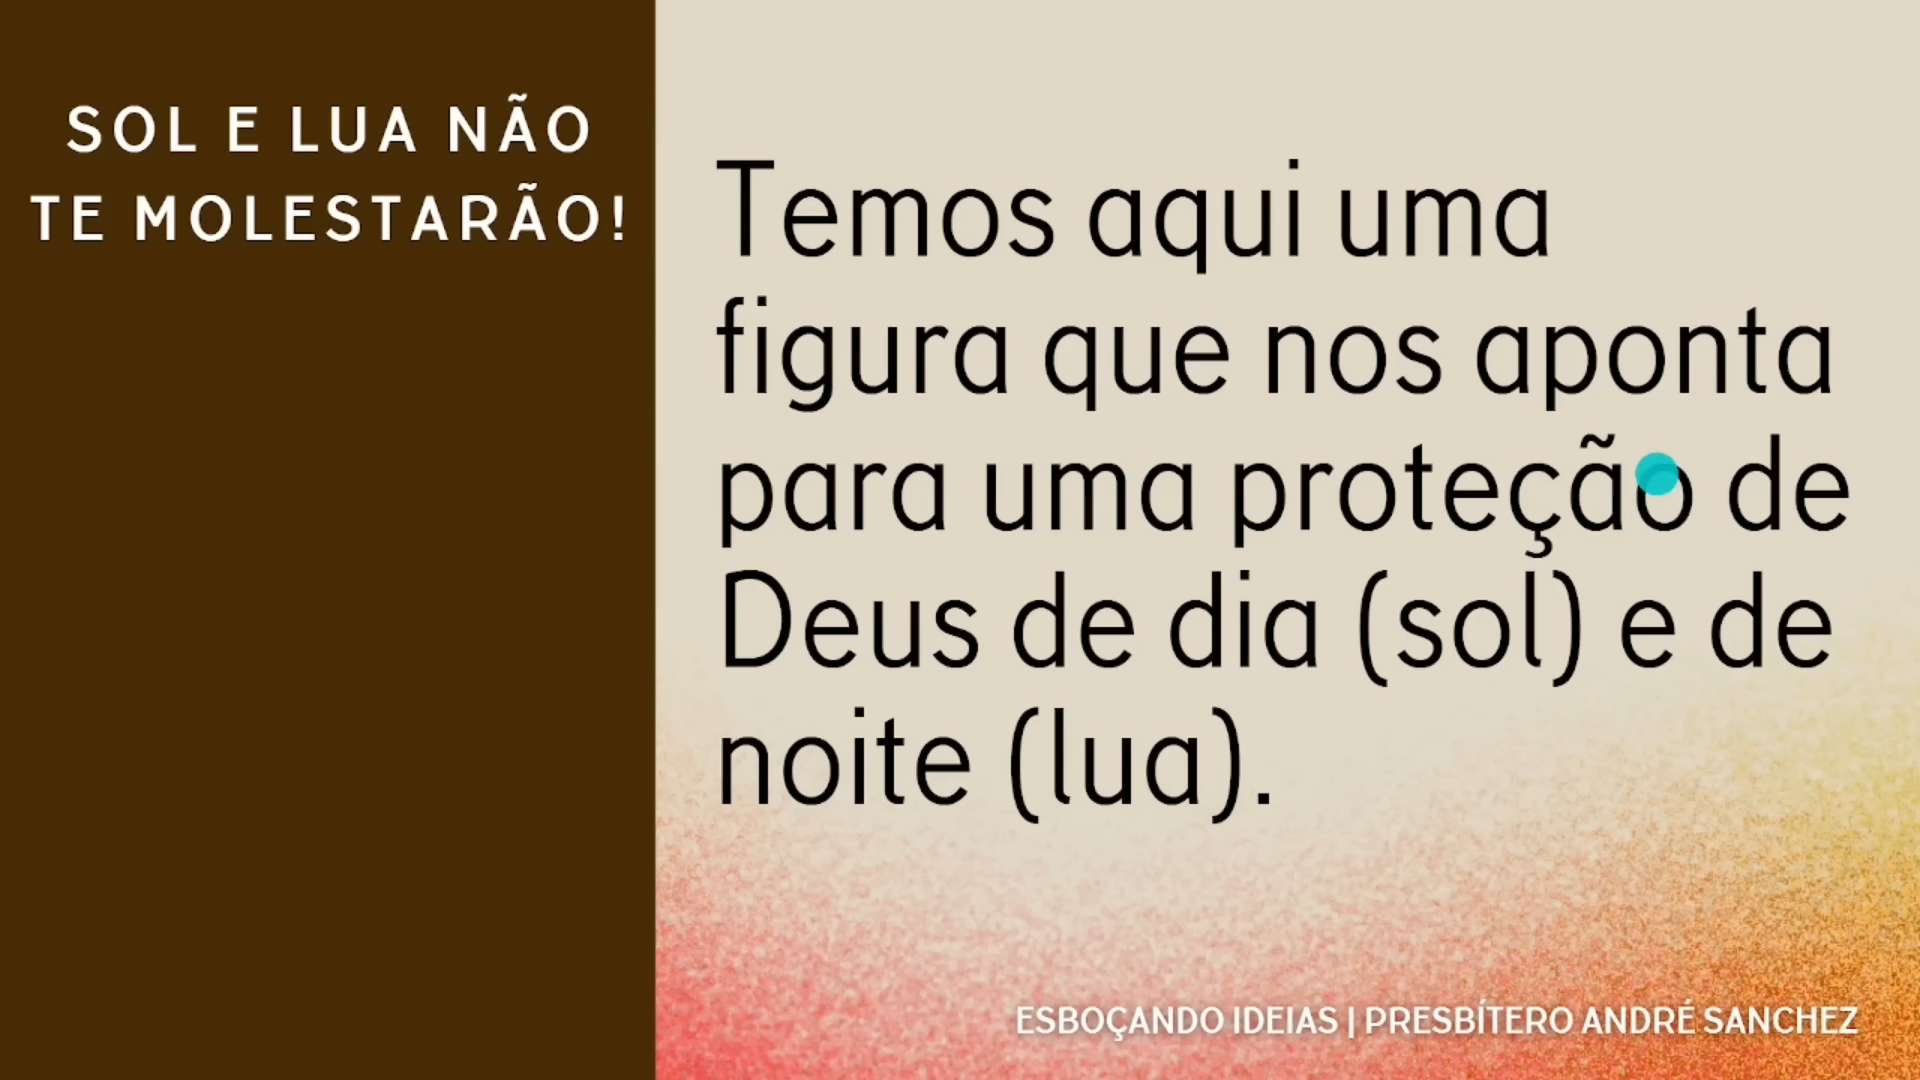 SOL E LUA NÃO
TE MOLESTARÃO!
Temos aqui uma
figura que nos aponta
para uma proteção de
Deus de dia (sol) e de
noite (lua).
ESBOÇANDO IDEIAS | PRESBÍTERO ANDRÉ SANCHEZ